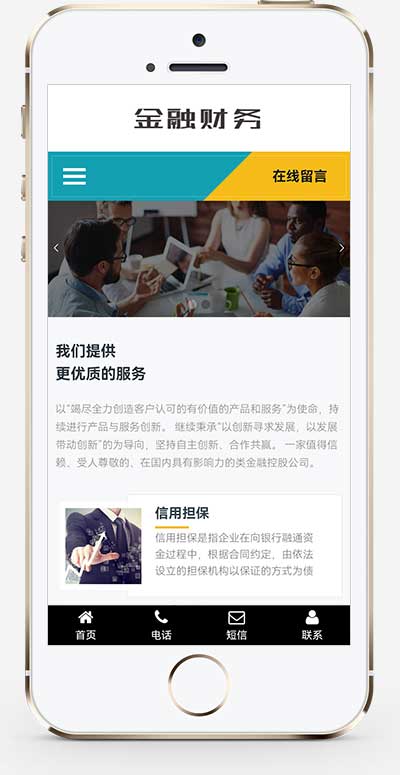 金融财务
在线留言
我们提供
更优质的服务
以“竭尽全力创造客户认可的有价值的产品和服务”为使命，持
续进行产品与服务创新。 继续秉承“以创新寻求发展，以发展
带动创新”的为导向，坚持自主创新、合作共赢。 一家值得信
赖、受人尊敬的、在国内具有影响力的类金融控股公司。
信用担保
信用担保是指企业在向银行融通资
金过程中，根据合同约定，由依法
设立的担保机构以保证的方式为债
首页 电话 短信 联系